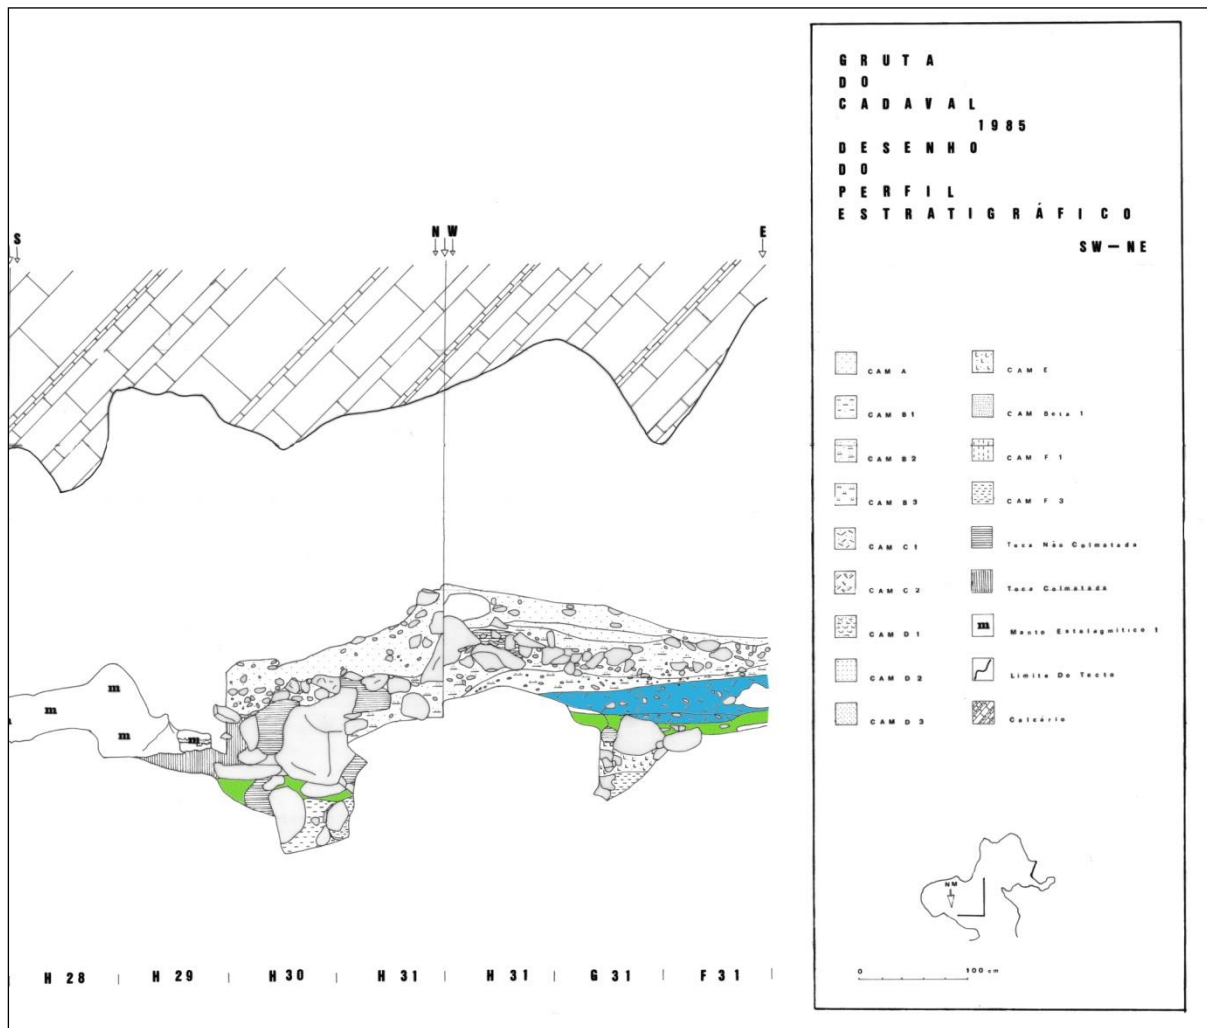 GRUTA
DO
CADAVAL
1985
DESENHO
DO
PERFIL
ESTRATIGRÁFICO
SW—NE
S
N W
E
CAM A
CAM B1
CAM B2
CAM B3
CAM C1
CAM C2
CAM D1
CAM D2
CAM D3
CAM E
CAM Beta 1
CAM F1
CAM F3
Toca Não Colmatada
Toca Colmatada
m
Manto Estalagmitico 1
Limite Do Tecto
Calcário
m
m
m
m
NM
0 100 cm
H 28 H 29 H 30 H 31 H 31 G 31 F 31